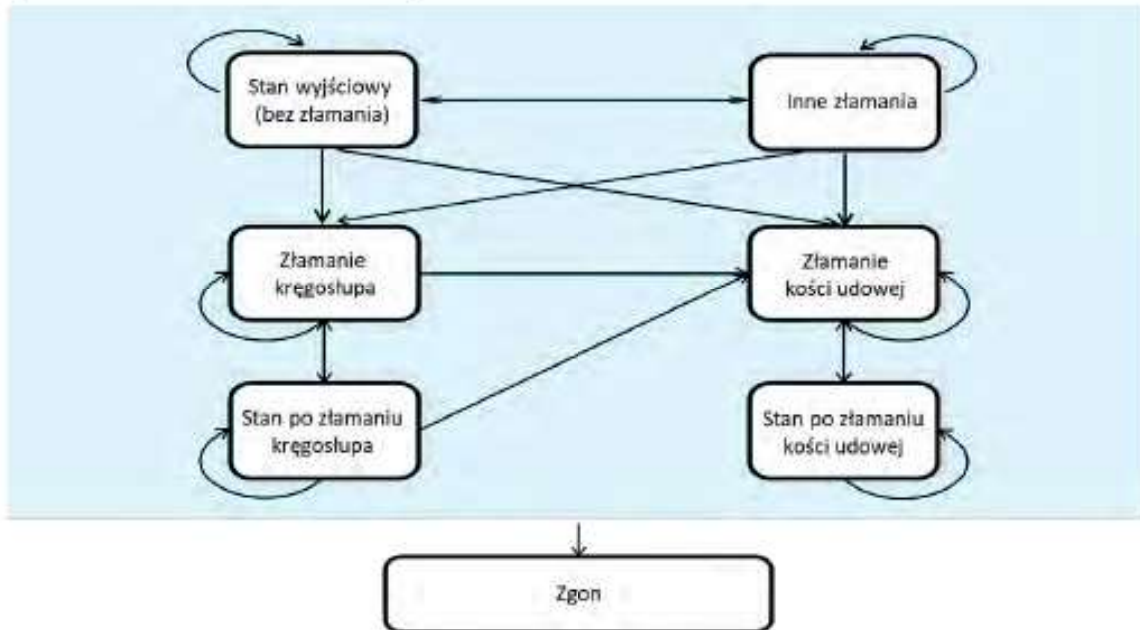 Stan wyjściowy
(bez złamania)
Inne złamania
Złamanie
kręgosłupa
Złamanie
kości udowej
Stan po złamaniu
kręgosłupa
Stan po złamaniu
kości udowej
Zgon